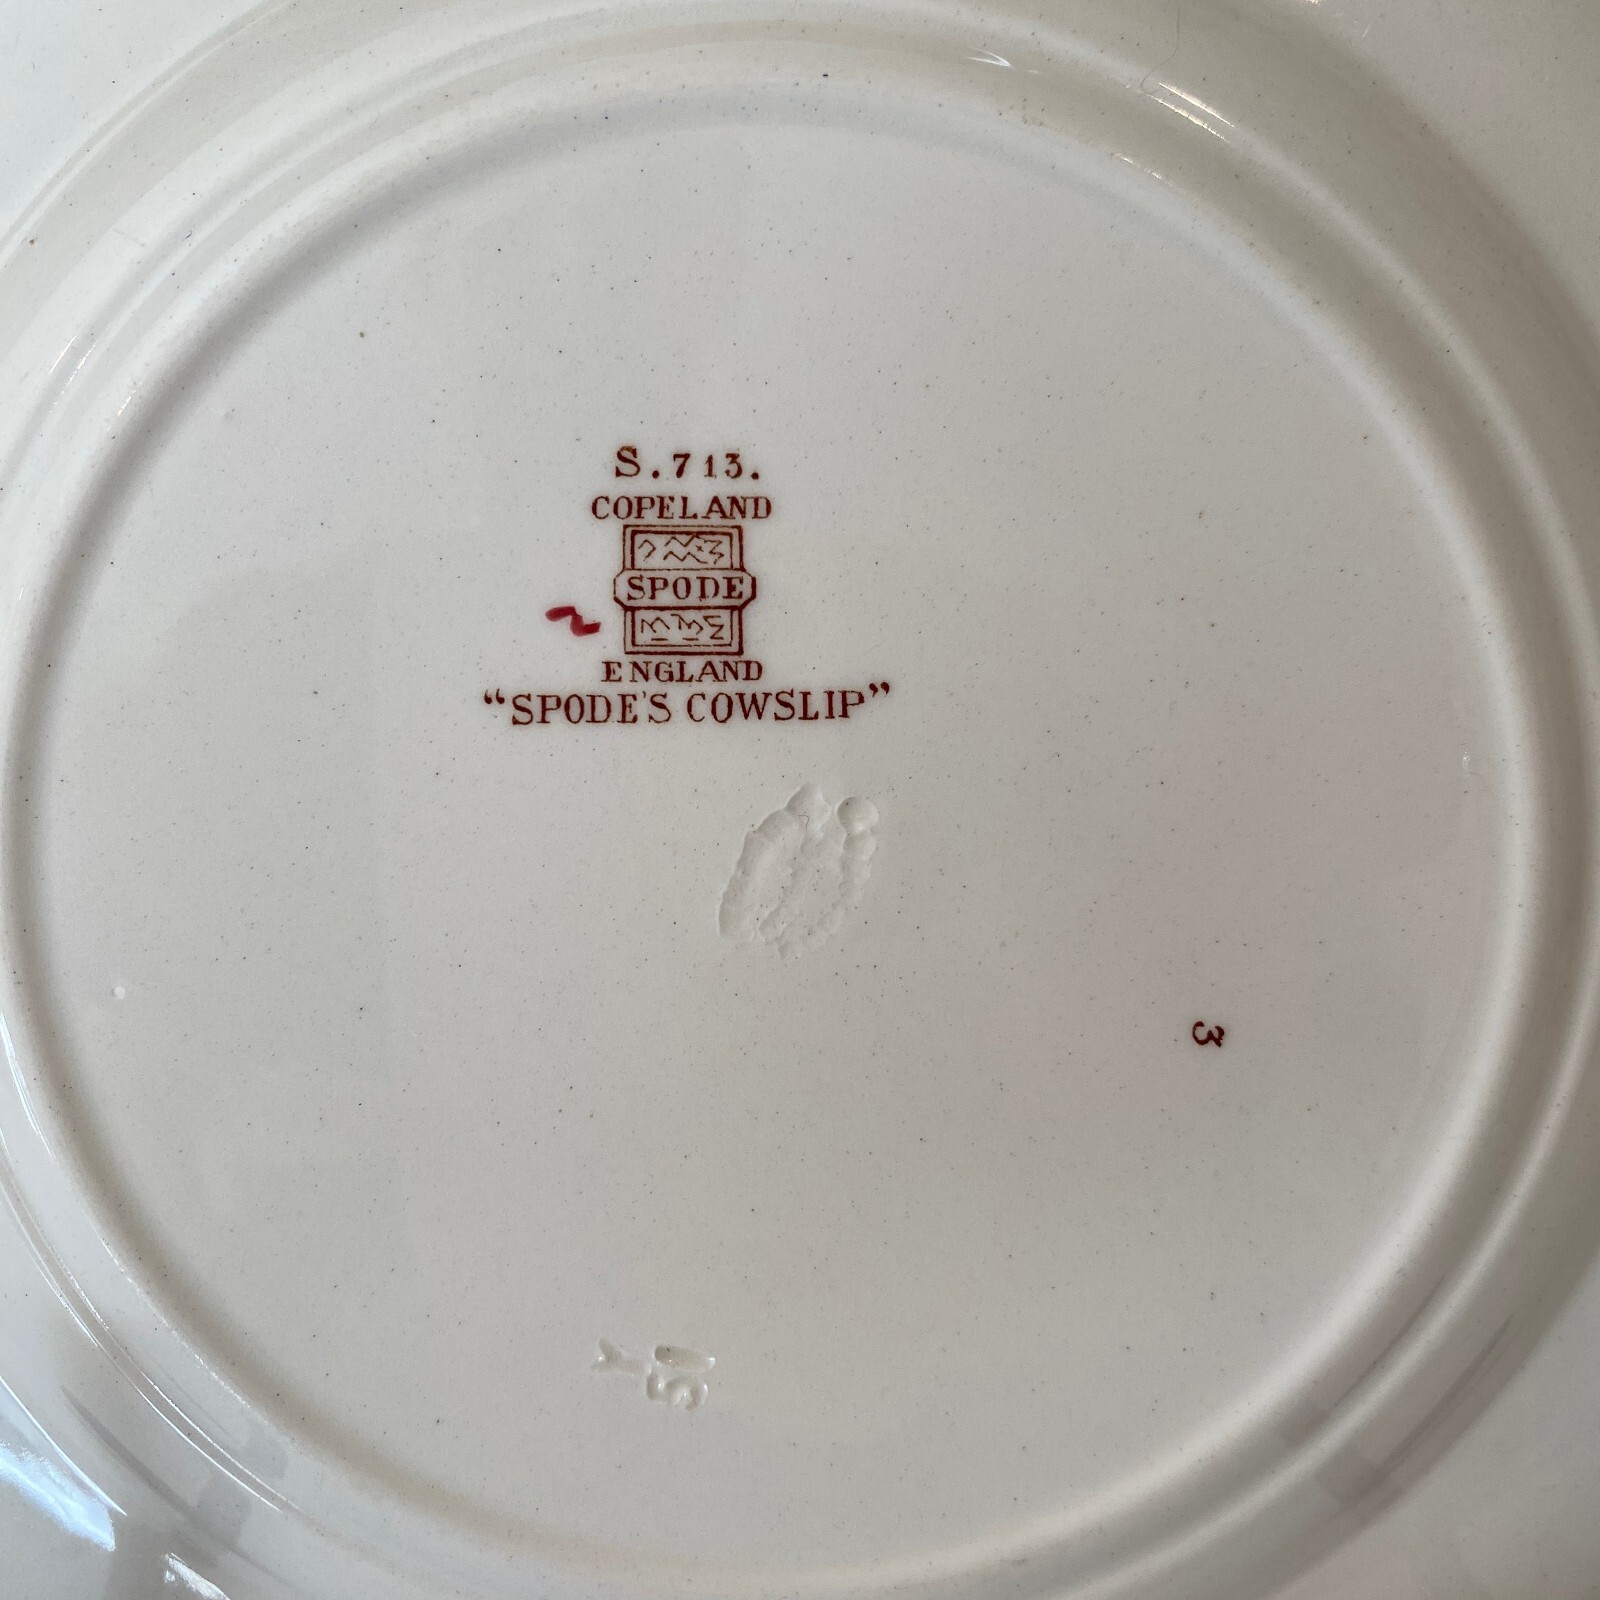 S.713.
COPELAND
SPODE
ENGLAND
“SPODE'S COWSLIP”
3